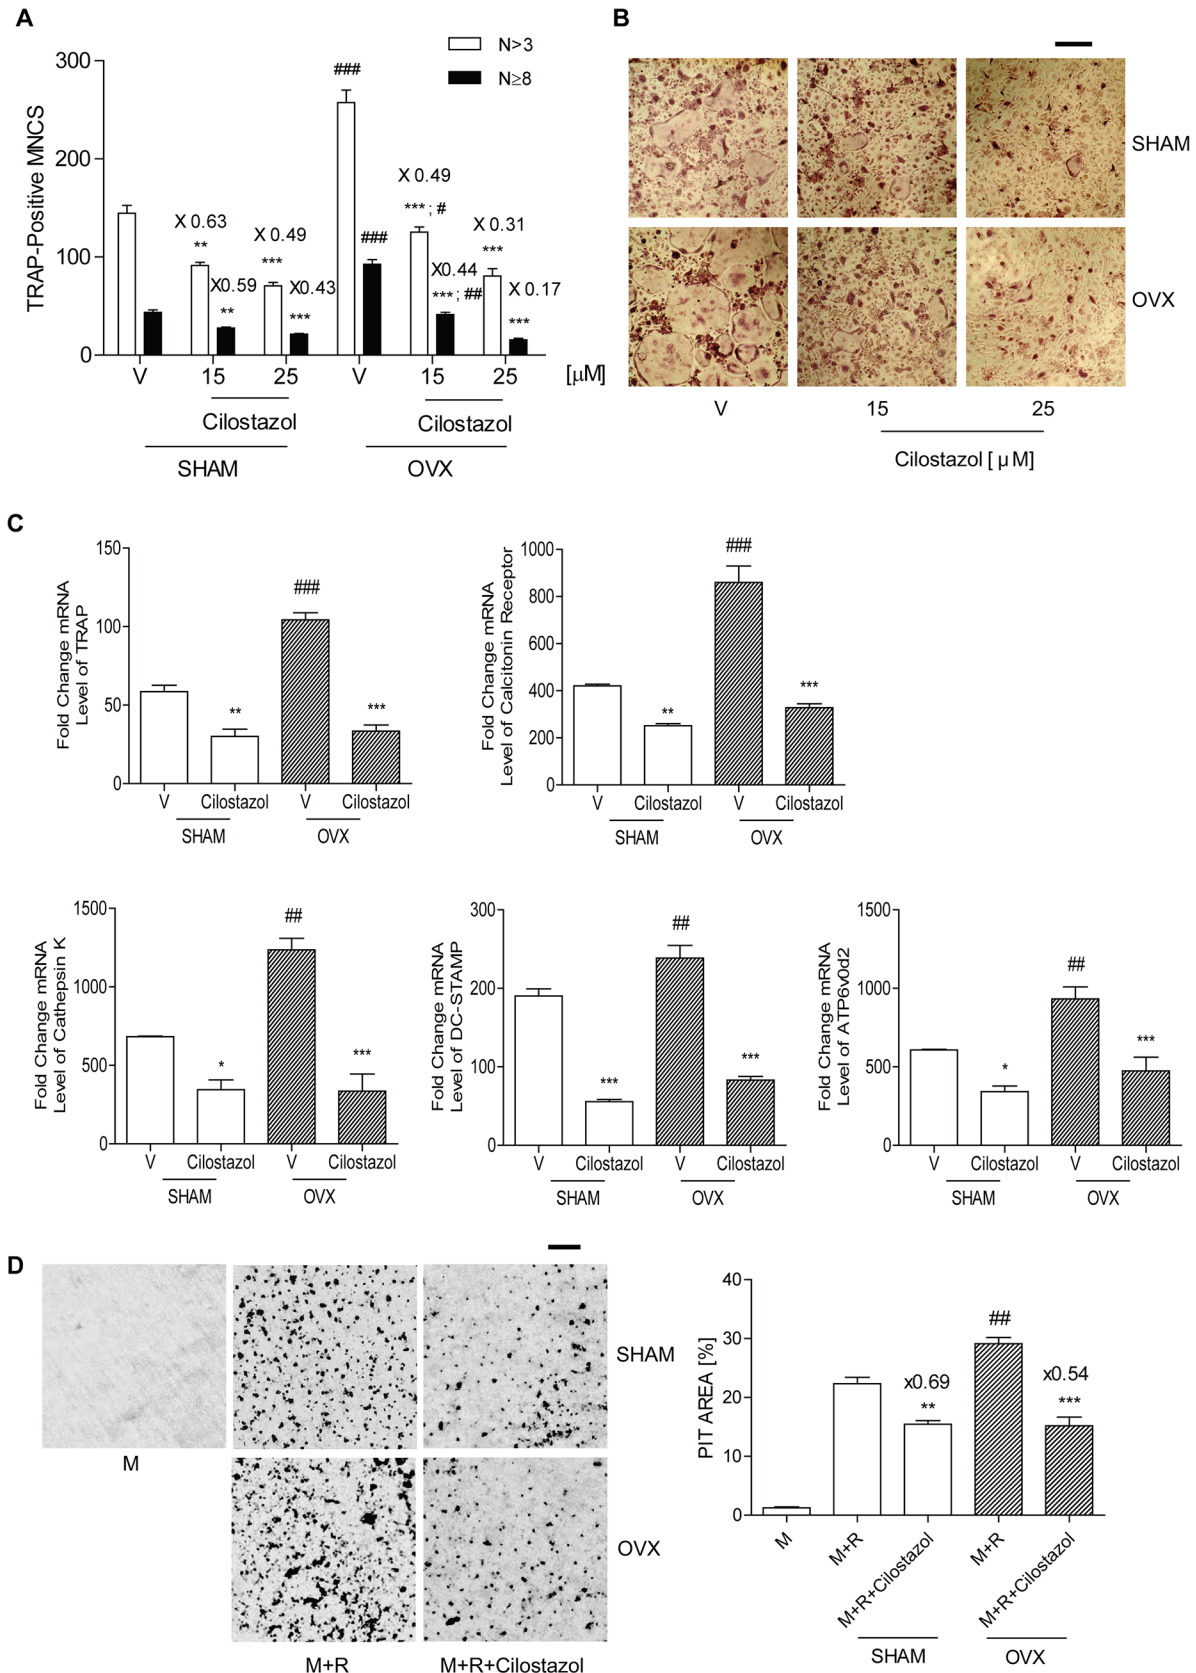 A
N>3
N≥8
TRAP-Positive MNCS
300
200
100
0
###
X 0.49
*** ; #
X 0.31
***
X 0.63
**
X 0.49
***
###
X0.59
**
X0.43
***
X0.44
*** ; ##
X 0.17
***
V
15
25
V
15
25
[μM]
Cilostazol
Cilostazol
SHAM
OVX
B
SHAM
OVX
V
15
25
Cilostazol [ μ M]
C
Fold Change mRNA
Level of TRAP
150
100
50
0
**
###
***
V
Cilostazol
V
Cilostazol
SHAM
OVX
Fold Change mRNA
Level of Calcitonin Receptor
1000
800
600
400
200
0
**
###
***
V
Cilostazol
V
Cilostazol
SHAM
OVX
Fold Change mRNA
Level of Cathepsin K
1500
1000
500
0
*
##
***
V
Cilostazol
V
Cilostazol
SHAM
OVX
Fold Change mRNA
Level of DC-STAMP
300
200
100
0
***
##
***
V
Cilostazol
V
Cilostazol
SHAM
OVX
Fold Change mRNA
Level of ATP6v0d2
1500
1000
500
0
*
##
***
V
Cilostazol
V
Cilostazol
SHAM
OVX
D
M
SHAM
OVX
M+R
M+R+Cilostazol
PIT AREA [%]
40
30
20
10
0
x0.69
**
##
x0.54
***
M
M+R
M+R+Cilostazol
M+R
M+R+Cilostazol
SHAM
OVX